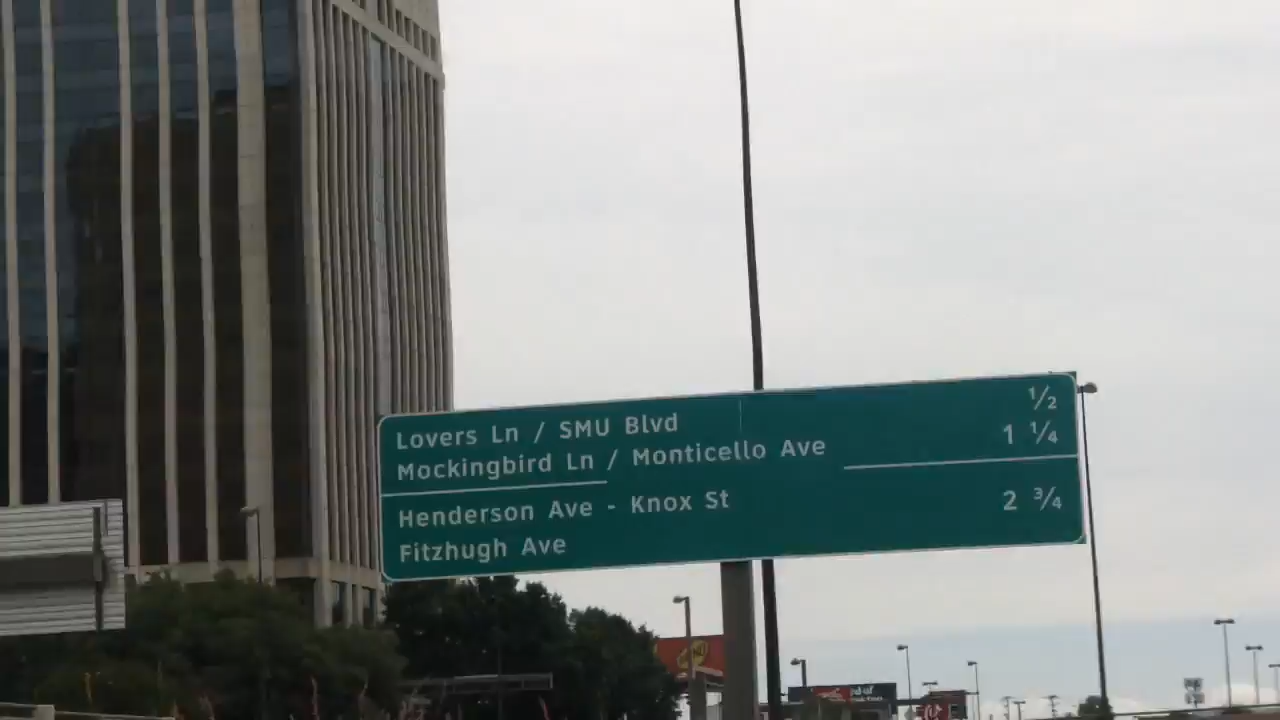 Lovers Ln / SMU Blvd ½
Mockingbird Ln / Monticello Ave 1 ¼
Henderson Ave - Knox St 2 ¾
Fitzhugh Ave